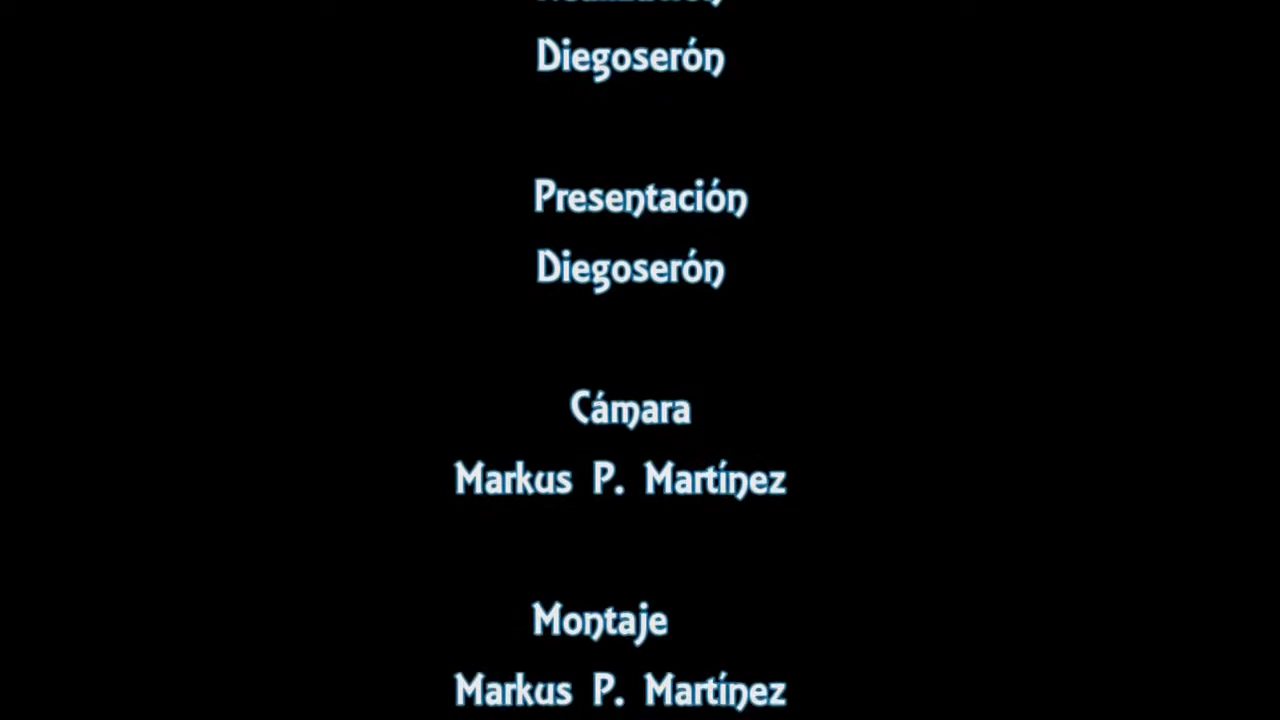 Diegoserón
Presentación
Diegoserón
Cámara
Markus P. Martínez
Montaje
Markus P. Martínez